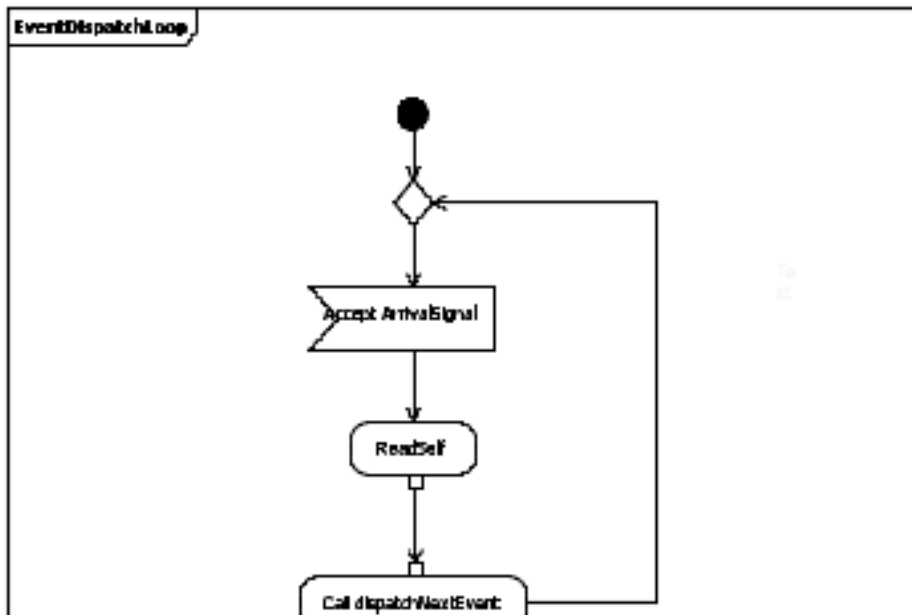 EventDispatchLoop
Accept ArrivalSignal
ReadSelf
Call dispatchNextEvent